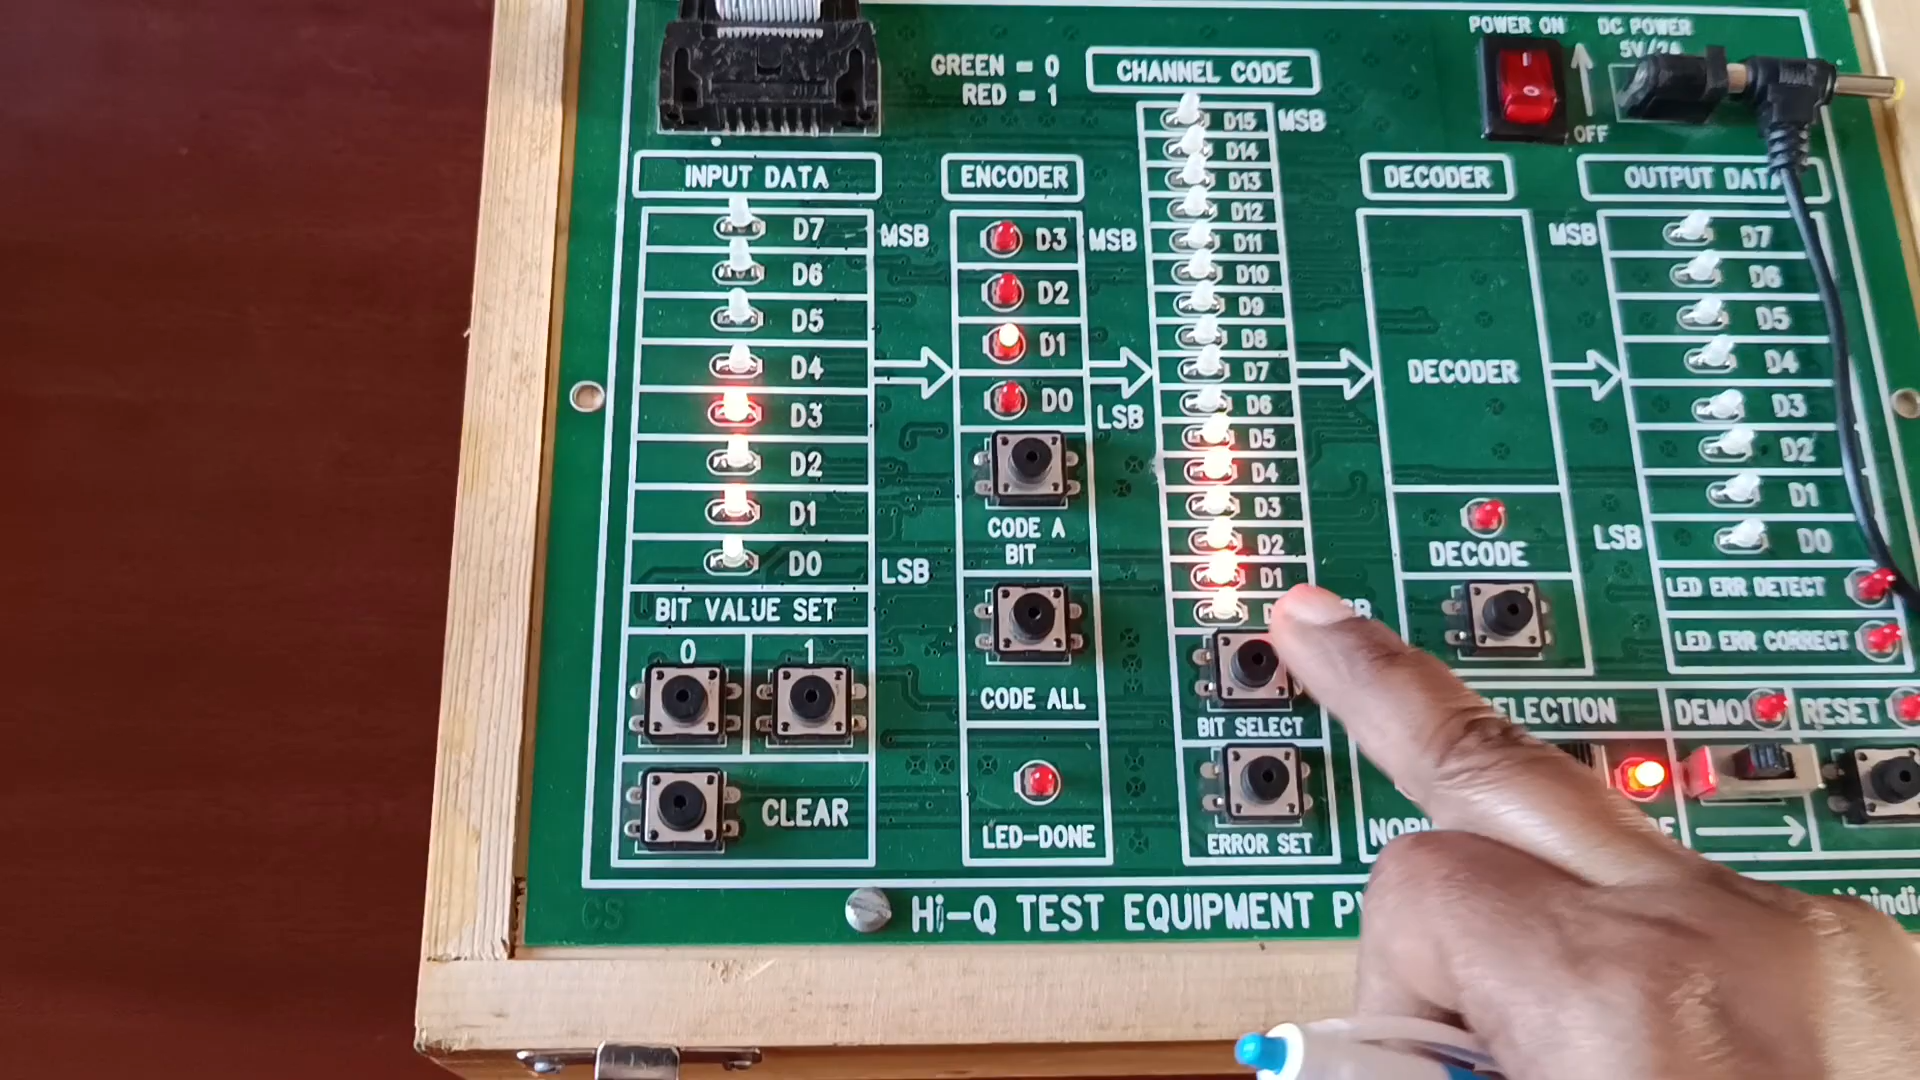 GREEN = 0
RED = 1
CHANNEL CODE
POWER ON
DC POWER
5V/2A
OFF
INPUT DATA
ENCODER
DECODER
OUTPUT DATA
D15 MSB
D14
D13
D12
D11
D10
D9
D8
D7
D6
D5
D4
D3
D2
D1
D7 MSB
D6
D5
D4
D3
D2
D1
D0 LSB
D3 MSB
D2
D1
D0
LSB
DECODER
MSB D7
D6
D5
D4
D3
D2
D1
LSB D0
CODE A
BIT
DECODE
LED ERR DETECT
LED ERR CORRECT
BIT VALUE SET
0 1
CODE ALL
BIT SELECT
DEMO RESET
CLEAR
LED-DONE
ERROR SET
CS
Hi-Q TEST EQUIPMENT